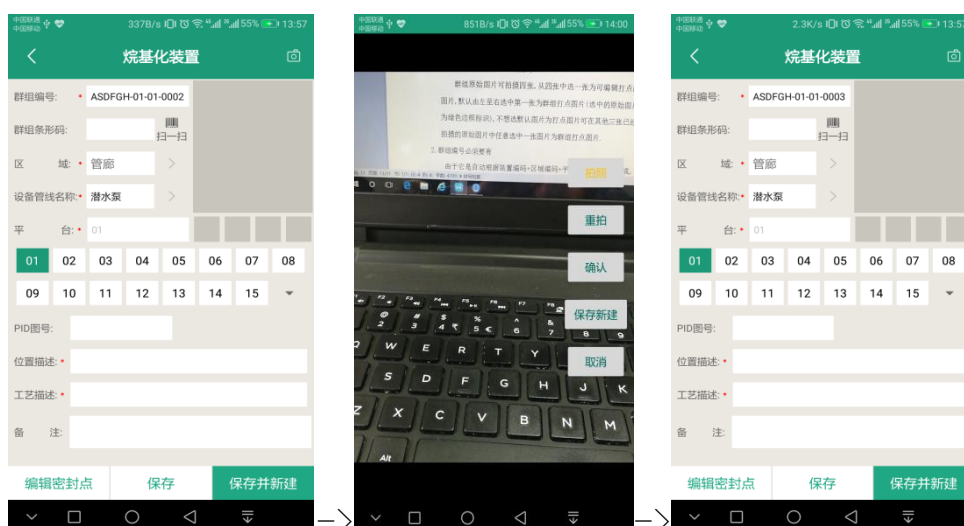 中国联通
中国移动
337B/s
55%
13:57
烷基化装置
群组编号: * ASDFGH-01-01-0002
群组条形码:
扫一扫
区 域: * 管廊
设备管线名称: * 潜水泵
平 台: * 01
01 02 03 04 05 06 07 08
09 10 11 12 13 14 15
PID图号:
位置描述: *
工艺描述: *
备 注:
编辑密封点 保存 保存并新建
->
中国联通
中国移动
851B/s
55%
14:00
群组原始图片可拍摄四张,从四张中选一张为可编辑打点
图片,默认由左至右选中第一张为群组打点图片(选中的原始图
为绿色边框标识),不想选默认图片为打点图片可在其他三张已
拍摄的原始图片中任意选中一张图片为群组打点图片.
2.群组编号必须要有
由于它是自动根据装置编码+区域编码+平
拍照
重拍
确认
保存新建
取消
W E R T Y
S D F G H J K
Z X C V B N M
Alt
->
中国联通
中国移动
2.3K/s
55%
13:57
烷基化装置
群组编号: * ASDFGH-01-01-0003
群组条形码:
扫一扫
区 域: * 管廊
设备管线名称: * 潜水泵
平 台: * 01
01 02 03 04 05 06 07 08
09 10 11 12 13 14 15
PID图号:
位置描述: *
工艺描述: *
备 注:
编辑密封点 保存 保存并新建